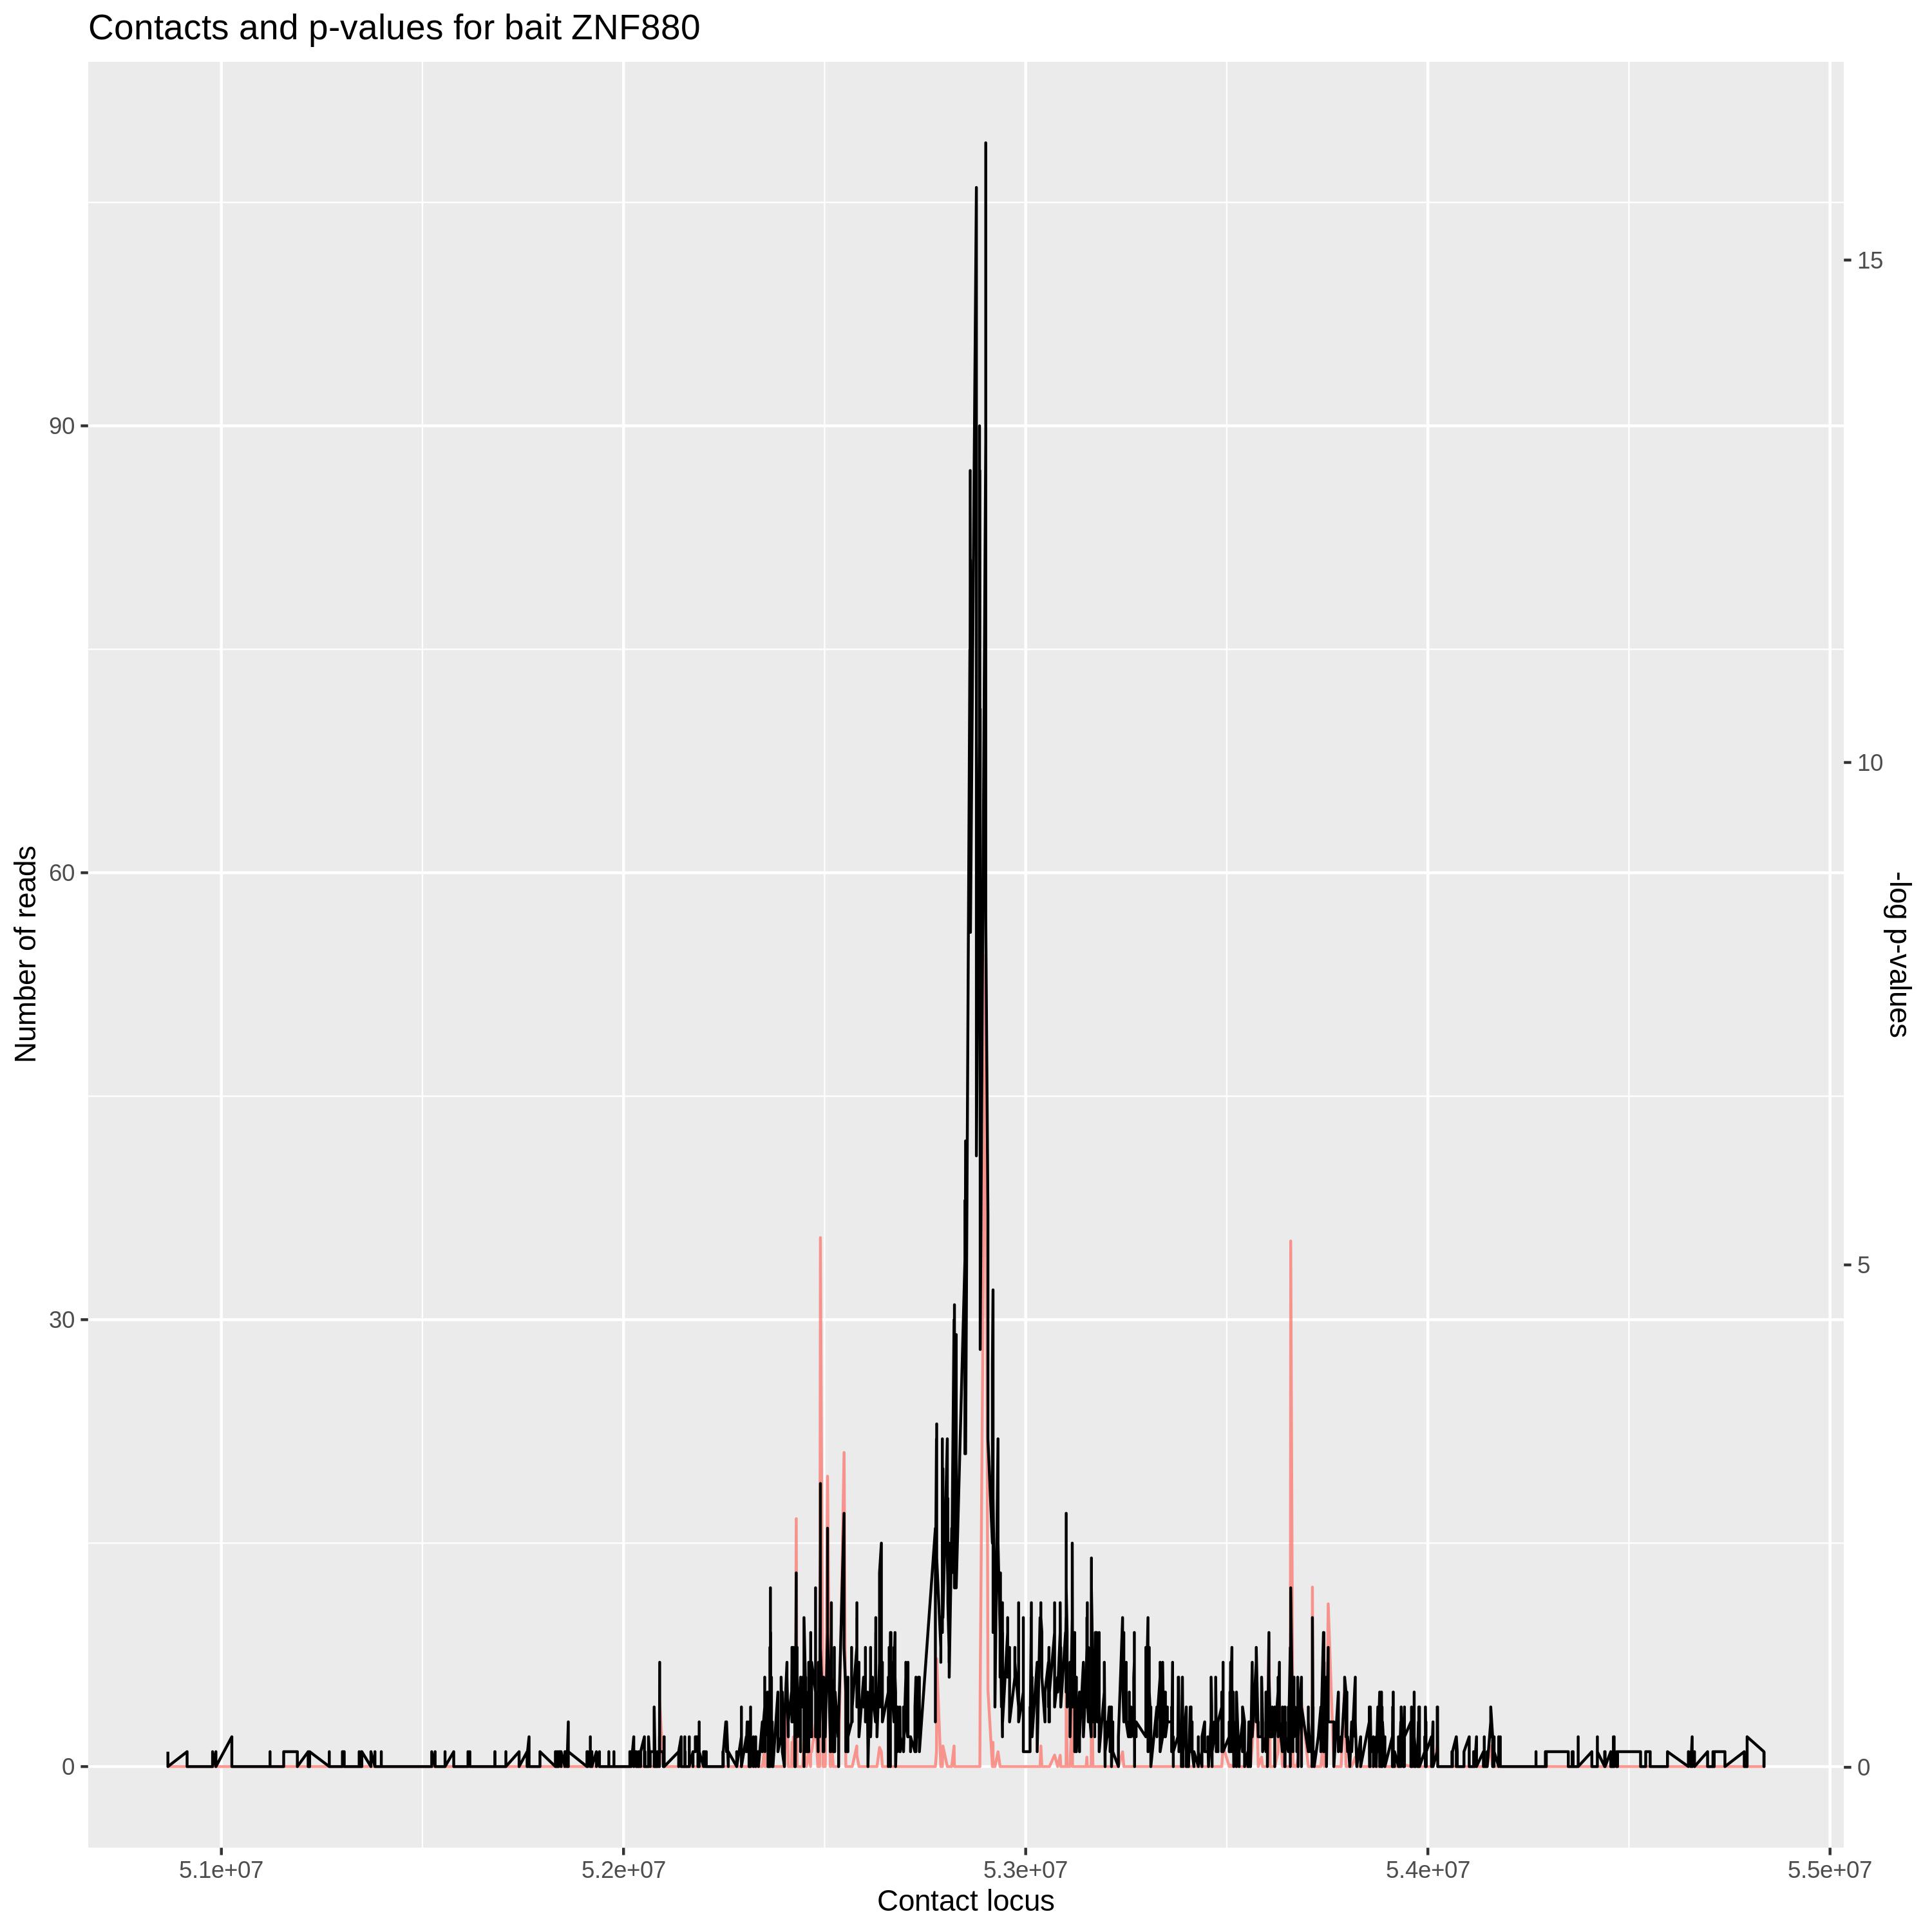 Contacts and p-values for bait ZNF880
15
90
10
60
Number of reads
-log p-values
5
30
0
0
5.1e+07 5.2e+07 5.3e+07 5.4e+07 5.5e+07
Contact locus